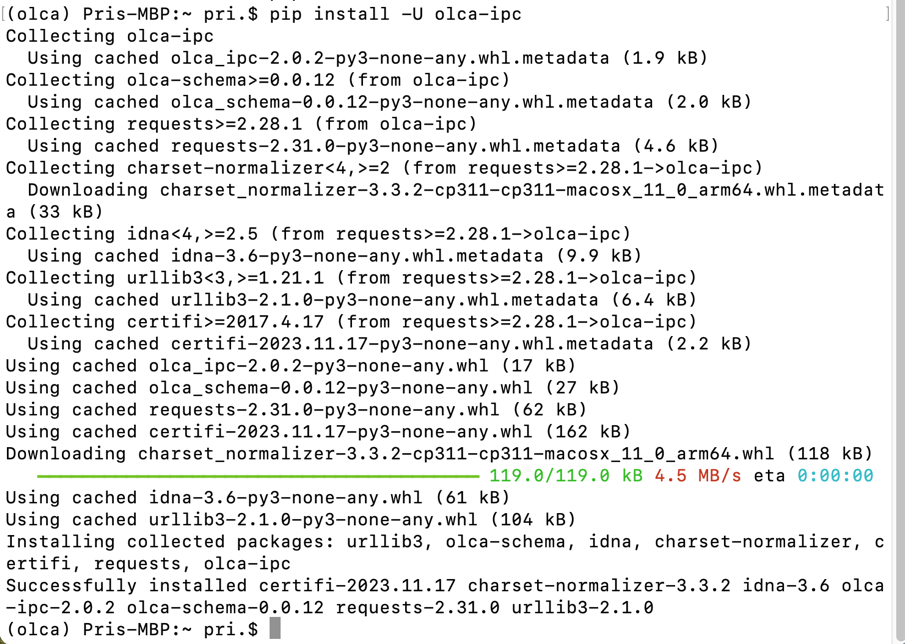 [(olca) Pris-MBP:~ pri.$ pip install -U olca-ipc ]
Collecting olca-ipc
  Using cached olca_ipc-2.0.2-py3-none-any.whl.metadata (1.9 kB)
Collecting olca-schema>=0.0.12 (from olca-ipc)
  Using cached olca_schema-0.0.12-py3-none-any.whl.metadata (2.0 kB)
Collecting requests>=2.28.1 (from olca-ipc)
  Using cached requests-2.31.0-py3-none-any.whl.metadata (4.6 kB)
Collecting charset-normalizer<4,>=2 (from requests>=2.28.1->olca-ipc)
  Downloading charset_normalizer-3.3.2-cp311-cp311-macosx_11_0_arm64.whl.metadat
a (33 kB)
Collecting idna<4,>=2.5 (from requests>=2.28.1->olca-ipc)
  Using cached idna-3.6-py3-none-any.whl.metadata (9.9 kB)
Collecting urllib3<3,>=1.21.1 (from requests>=2.28.1->olca-ipc)
  Using cached urllib3-2.1.0-py3-none-any.whl.metadata (6.4 kB)
Collecting certifi>=2017.4.17 (from requests>=2.28.1->olca-ipc)
  Using cached certifi-2023.11.17-py3-none-any.whl.metadata (2.2 kB)
Using cached olca_ipc-2.0.2-py3-none-any.whl (17 kB)
Using cached olca_schema-0.0.12-py3-none-any.whl (27 kB)
Using cached requests-2.31.0-py3-none-any.whl (62 kB)
Using cached certifi-2023.11.17-py3-none-any.whl (162 kB)
Downloading charset_normalizer-3.3.2-cp311-cp311-macosx_11_0_arm64.whl (118 kB)
119.0/119.0 kB 4.5 MB/s eta 0:00:00
Using cached idna-3.6-py3-none-any.whl (61 kB)
Using cached urllib3-2.1.0-py3-none-any.whl (104 kB)
Installing collected packages: urllib3, olca-schema, idna, charset-normalizer, c
ertifi, requests, olca-ipc
Successfully installed certifi-2023.11.17 charset-normalizer-3.3.2 idna-3.6 olca
-ipc-2.0.2 olca-schema-0.0.12 requests-2.31.0 urllib3-2.1.0
(olca) Pris-MBP:~ pri.$